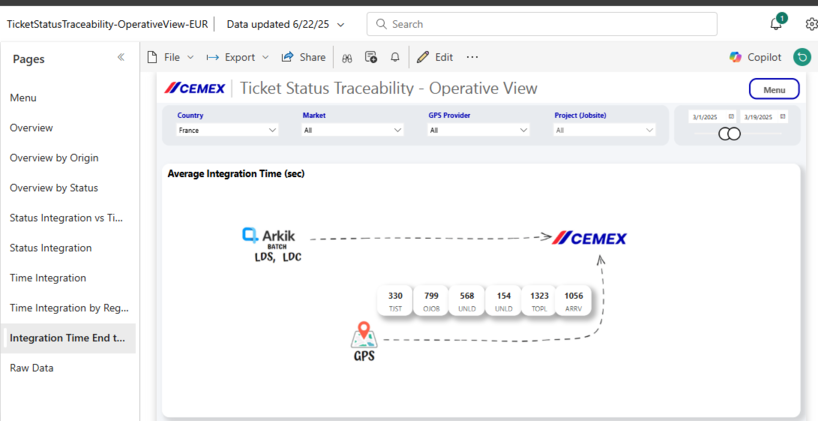 TicketStatusTraceability-OperativeView-EUR | Data updated 6/22/25
Search
1
Pages
File Export Share Edit ...
Copilot
Menu
Overview
Overview by Origin
Overview by Status
Status Integration vs Ti...
Status Integration
Time Integration
Time Integration by Reg...
Integration Time End t...
Raw Data
CEMEX | Ticket Status Traceability - Operative View
Menu
Country Market GPS Provider Project (Jobsite)
France All All All
3/1/2025 3/19/2025
Average Integration Time (sec)
Arkik
BATCH
LDS, LDC
CEMEX
330 799 568 154 1323 1056
TJST OJOB UNLD UNLD TOPL ARRV
GPS